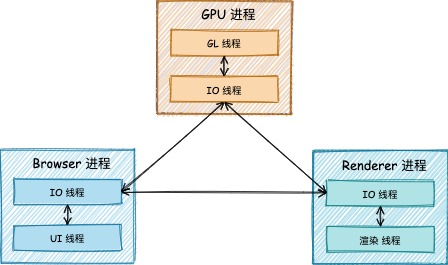 GPU 进程
GL 线程
IO 线程
Browser 进程
IO 线程
UI 线程
Renderer 进程
IO 线程
渲染 线程